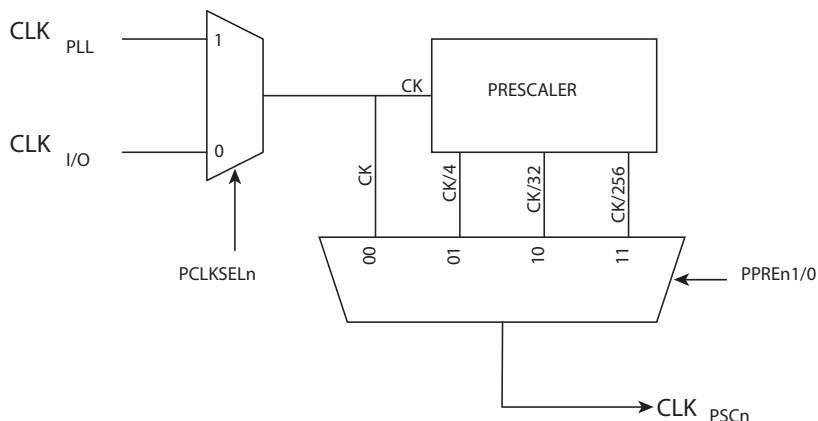 CLK PLL
1
CK
PRESCALER
CLK I/O
0
CK
CK/4
CK/32
CK/256
00
01
10
11
PCLKSELn
PPREn1/0
CLK PSCn